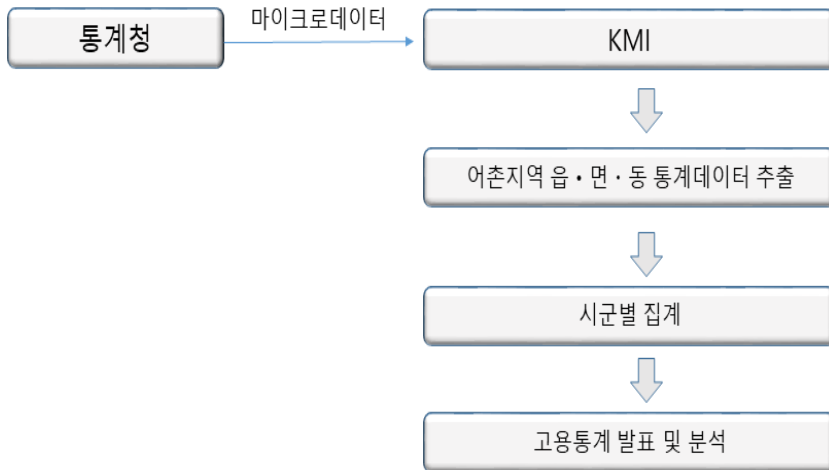 통계청
마이크로데이터
KMI
어촌지역 읍・면・동 통계데이터 추출
시군별 집계
고용통계 발표 및 분석